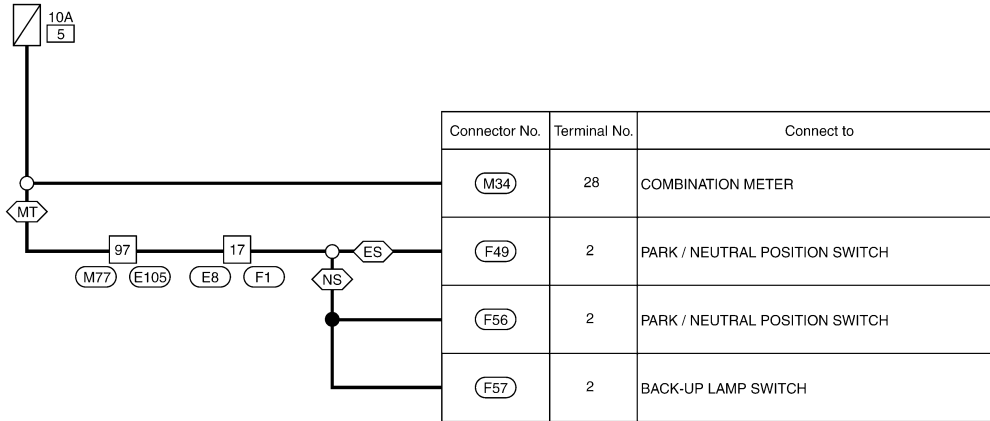 10A
5
Connector No. Terminal No. Connect to
M34 28 COMBINATION METER
MT
97 17 ES F49 2 PARK / NEUTRAL POSITION SWITCH
M77 E105 E8 F1 NS
F56 2 PARK / NEUTRAL POSITION SWITCH
F57 2 BACK-UP LAMP SWITCH